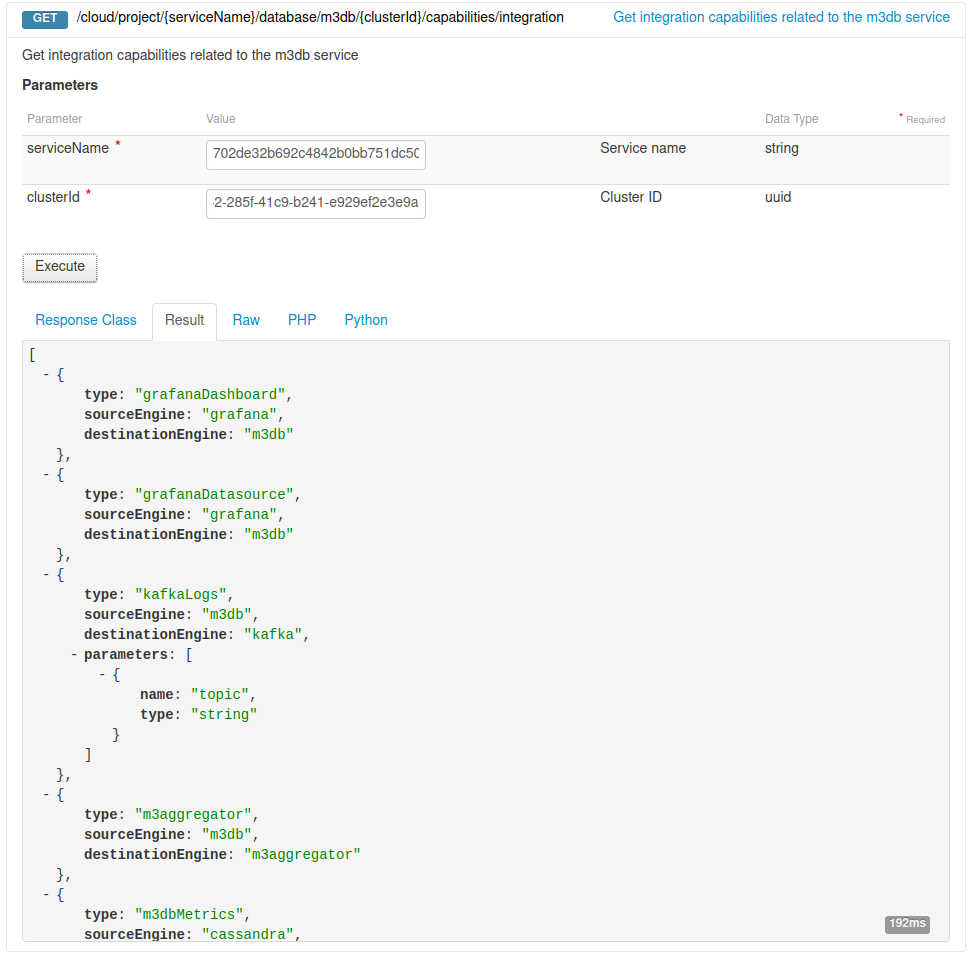 GET /cloud/project/{serviceName}/database/m3db/{clusterId}/capabilities/integration Get integration capabilities related to the m3db service
Get integration capabilities related to the m3db service
Parameters
Parameter Value Data Type * Required
serviceName * 702de32b692c4842b0bb751dc50 Service name string
clusterId * 2-285f-41c9-b241-e929ef2e3e9a Cluster ID uuid
Execute
Response Class Result Raw PHP Python
[
- {
type: "grafanaDashboard",
sourceEngine: "grafana",
destinationEngine: "m3db"
},
- {
type: "grafanaDatasource",
sourceEngine: "grafana",
destinationEngine: "m3db"
},
- {
type: "kafkaLogs",
sourceEngine: "m3db",
destinationEngine: "kafka",
- parameters: [
- {
name: "topic",
type: "string"
}
]
},
- {
type: "m3aggregator",
sourceEngine: "m3db",
destinationEngine: "m3aggregator"
},
- {
type: "m3dbMetrics",
sourceEngine: "cassandra",
192ms